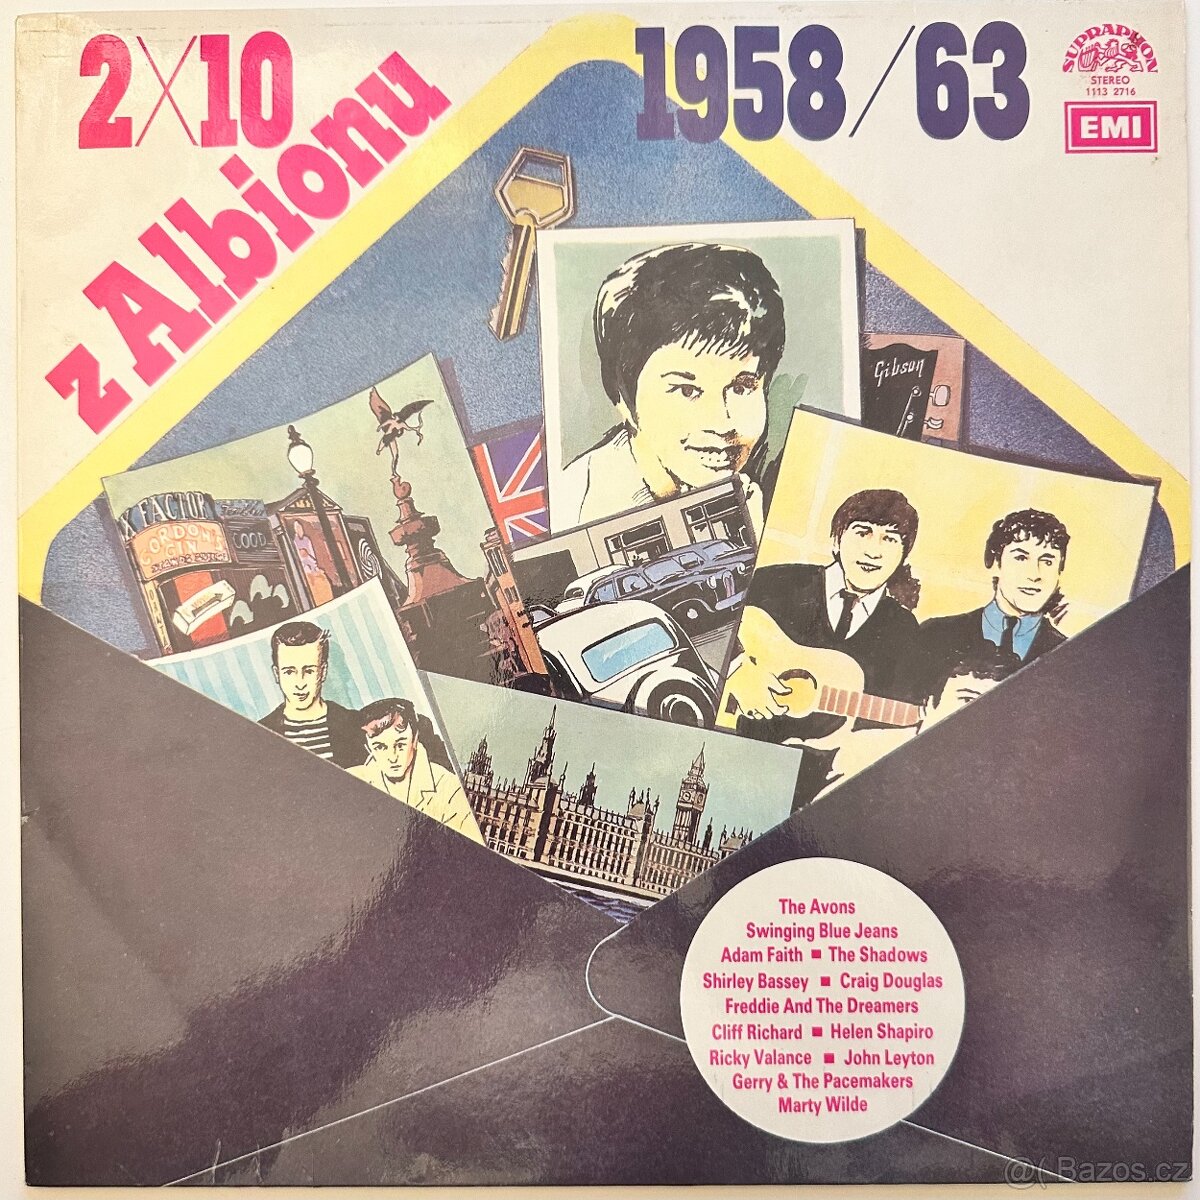 2×10
z Albionu
1958/63
SUPRAPHON
STEREO
1113 2716
EMI
Gibson
X FACTOR
GORDON'S
GIN
The Avons
Swinging Blue Jeans
Adam Faith ■ The Shadows
Shirley Bassey ■ Craig Douglas
Freddie And The Dreamers
Cliff Richard ■ Helen Shapiro
Ricky Valance ■ John Leyton
Gerry & The Pacemakers
Marty Wilde
Bazos.cz